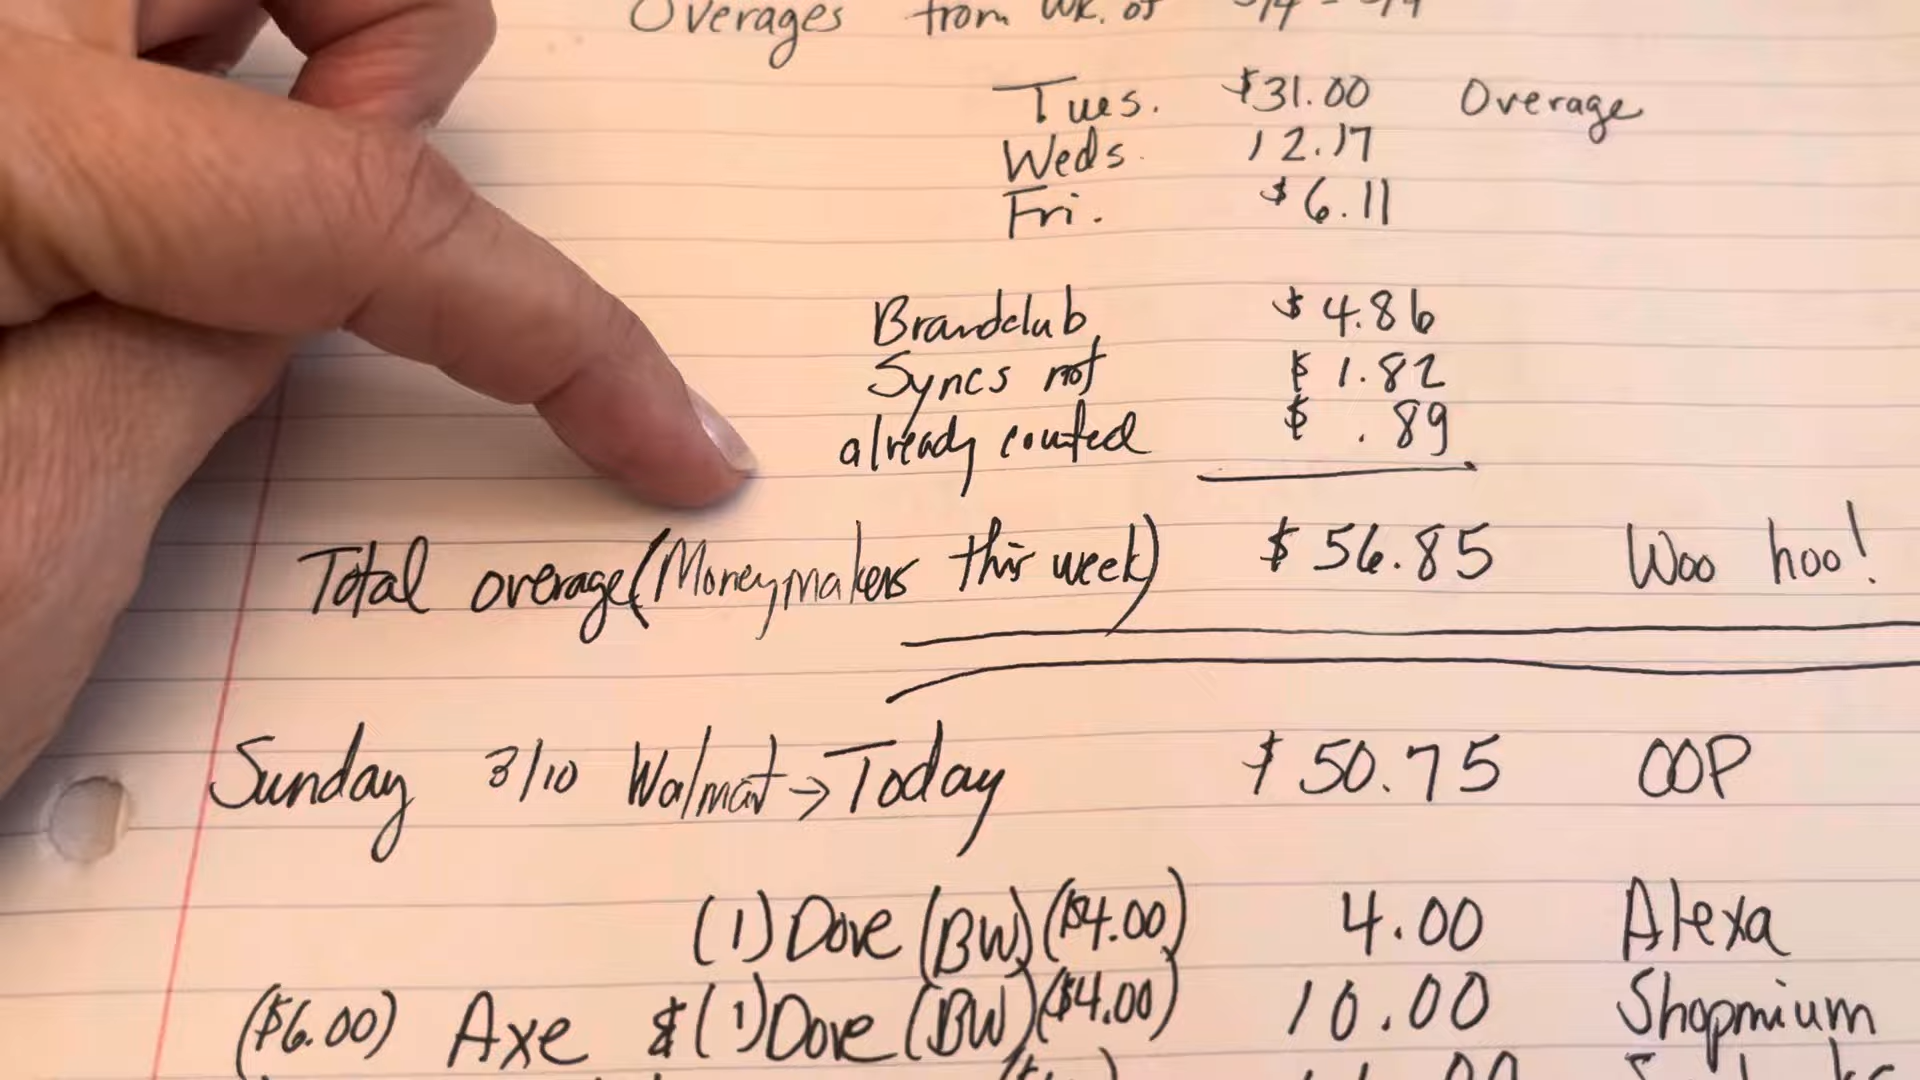 Overages from wk. of
Tues. $31.00 Overage
Weds. 12.17
Fri. $6.11
Brandclub $4.86
Syncs not $1.82
already counted $.89
Total overage (Moneymakers this week) $56.85 Woo hoo!
Sunday 3/10 Walmart → Today $50.75 OOP
(1) Dove (BW) ($4.00) 4.00 Alexa
($6.00) Axe & (1) Dove (BW) ($4.00) 10.00 Shopmium